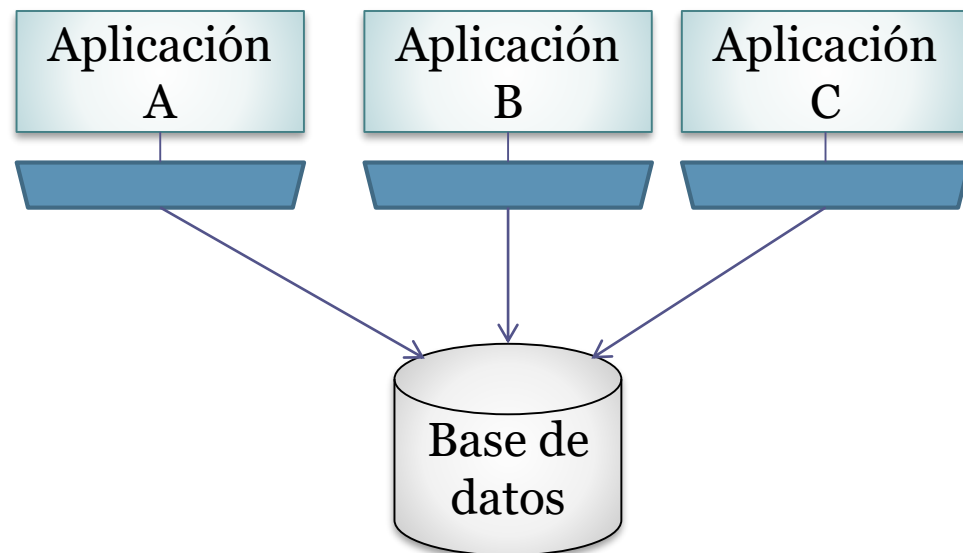 Aplicación
A
Aplicación
B
Aplicación
C
Base de
datos